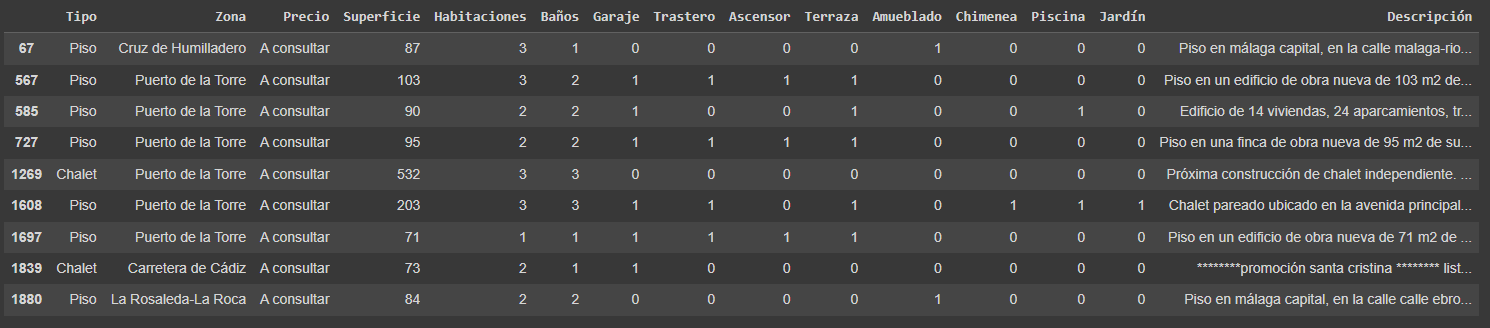 Tipo Zona Precio Superficie Habitaciones Baños Garaje Trastero Ascensor Terraza Amueblado Chimenea Piscina Jardín Descripción
67 Piso Cruz de Humilladero A consultar 87 3 1 0 0 0 0 1 0 0 0 Piso en málaga capital, en la calle malaga-rio...
567 Piso Puerto de la Torre A consultar 103 3 2 1 1 1 1 0 0 0 0 Piso en un edificio de obra nueva de 103 m2 de...
585 Piso Puerto de la Torre A consultar 90 2 2 1 0 0 1 0 0 1 0 Edificio de 14 viviendas, 24 aparcamientos, tr...
727 Piso Puerto de la Torre A consultar 95 2 2 1 1 1 1 0 0 0 0 Piso en una finca de obra nueva de 95 m2 de su...
1269 Chalet Puerto de la Torre A consultar 532 3 3 0 0 0 0 0 0 0 0 Próxima construcción de chalet independiente. ...
1608 Piso Puerto de la Torre A consultar 203 3 3 1 1 0 1 0 1 1 1 Chalet pareado ubicado en la avenida principal...
1697 Piso Puerto de la Torre A consultar 71 1 1 1 1 1 1 0 0 0 0 Piso en un edificio de obra nueva de 71 m2 de ...
1839 Chalet Carretera de Cádiz A consultar 73 2 1 1 0 0 0 0 0 0 0 ********promoción santa cristina ******** list...
1880 Piso La Rosaleda-La Roca A consultar 84 2 2 0 0 0 0 1 0 0 0 Piso en málaga capital, en la calle calle ebro...